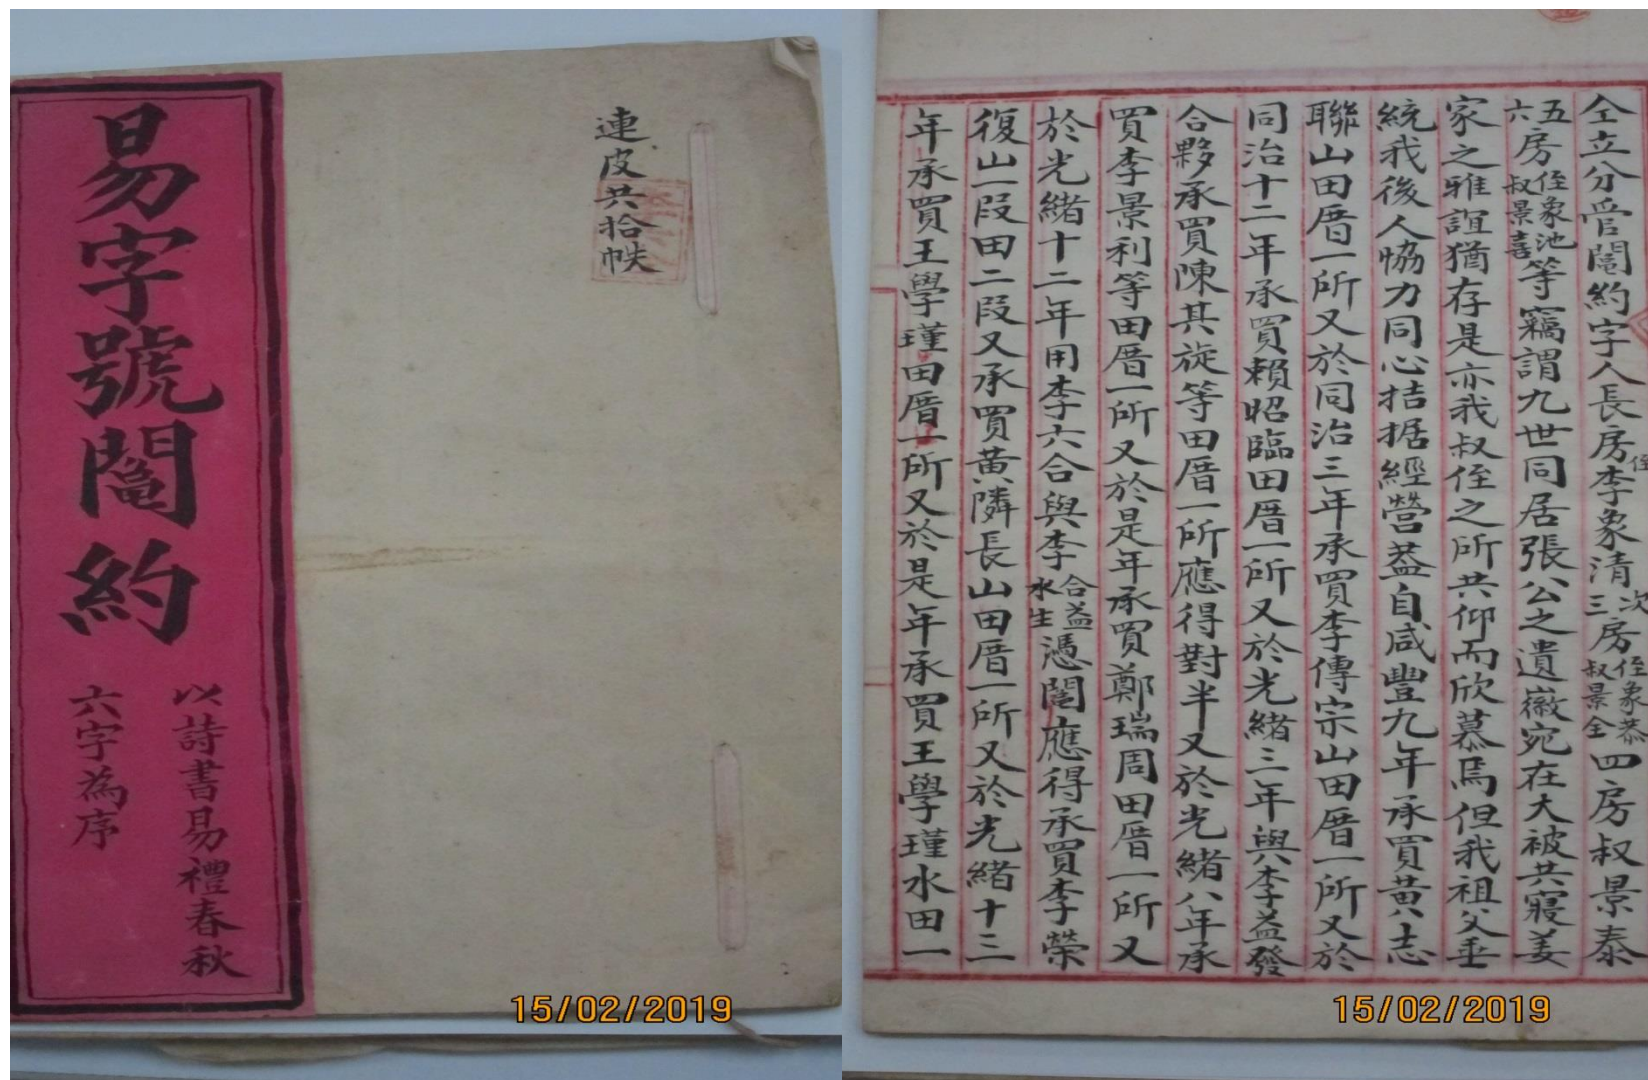 易字號鬮約
以詩書易禮春秋
六字為序
連皮共拾帙
15/02/2019
仝立分管鬮約字人長房侄李象清次三房侄象恭叔景全四房叔景泰
五六房侄象池叔景喜等竊謂九世同居張公之遺徽宛在大被共寢姜
家之雅誼猶存是亦我叔侄之所共仰而欣慕焉但我祖父垂
統我後人恊力同心拮据經營益自咸豐九年承買黃八志
聯山田厝一所又於同治三年承買李傳宗山田厝一所又於
同治十二年承買賴昭臨田厝一所又於光緒三年與李益發
合夥承買陳其旋等田厝一所應得對半又於光緒八年承
買李景利等田厝一所又於是年承買鄭瑞周田厝一所又
於光緒十二年用李六合與李合益水生憑鬮應得承買李榮
復山一段田二段又承買黃隣長山田厝一所又於光緒十三
年承買王學瑾田厝一所又於是年承買王學瑾水田一
15/02/2019